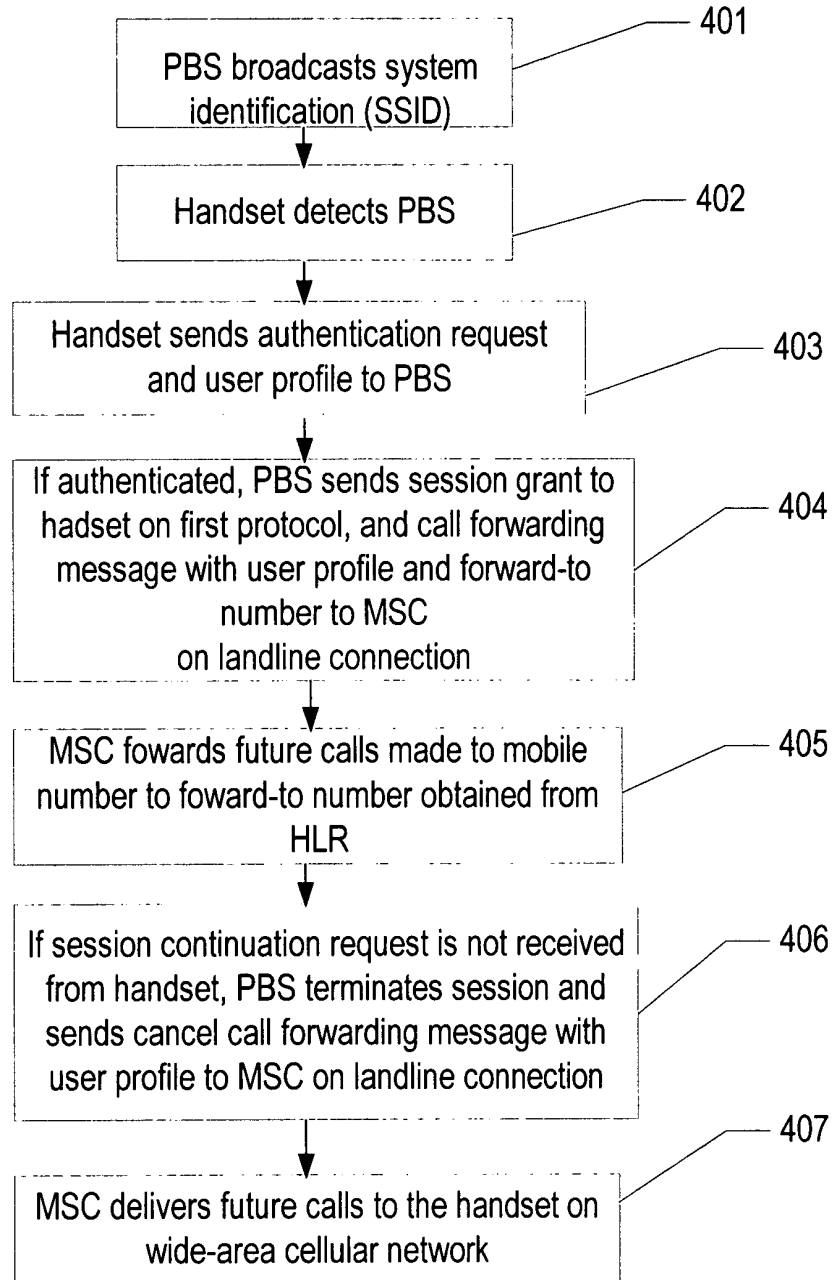 401
PBS broadcasts system
identification (SSID)
402
Handset detects PBS
403
Handset sends authentication request
and user profile to PBS
404
If authenticated, PBS sends session grant to
hadset on first protocol, and call forwarding
message with user profile and forward-to
number to MSC
on landline connection
405
MSC fowards future calls made to mobile
number to foward-to number obtained from
HLR
406
If session continuation request is not received
from handset, PBS terminates session and
sends cancel call forwarding message with
user profile to MSC on landline connection
407
MSC delivers future calls to the handset on
wide-area cellular network